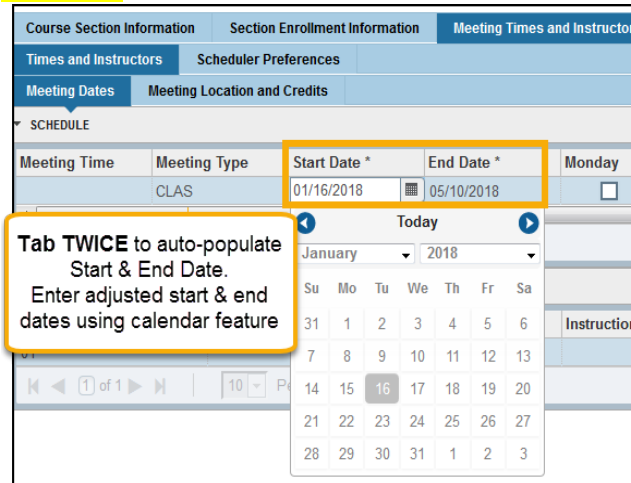 Course Section Information Section Enrollment Information Meeting Times and Instructor
Times and Instructors Scheduler Preferences
Meeting Dates Meeting Location and Credits
SCHEDULE
Meeting Time Meeting Type Start Date * End Date * Monday
CLAS 01/16/2018 05/10/2018
Tab TWICE to auto-populate
Start & End Date.
Enter adjusted start & end
dates using calendar feature
Today
January 2018
Su Mo Tu We Th Fr Sa
31 1 2 3 4 5 6
7 8 9 10 11 12 13
14 15 16 17 18 19 20
21 22 23 24 25 26 27
28 29 30 31 1 2 3
Instruction
01
1 of 1 10 Pe